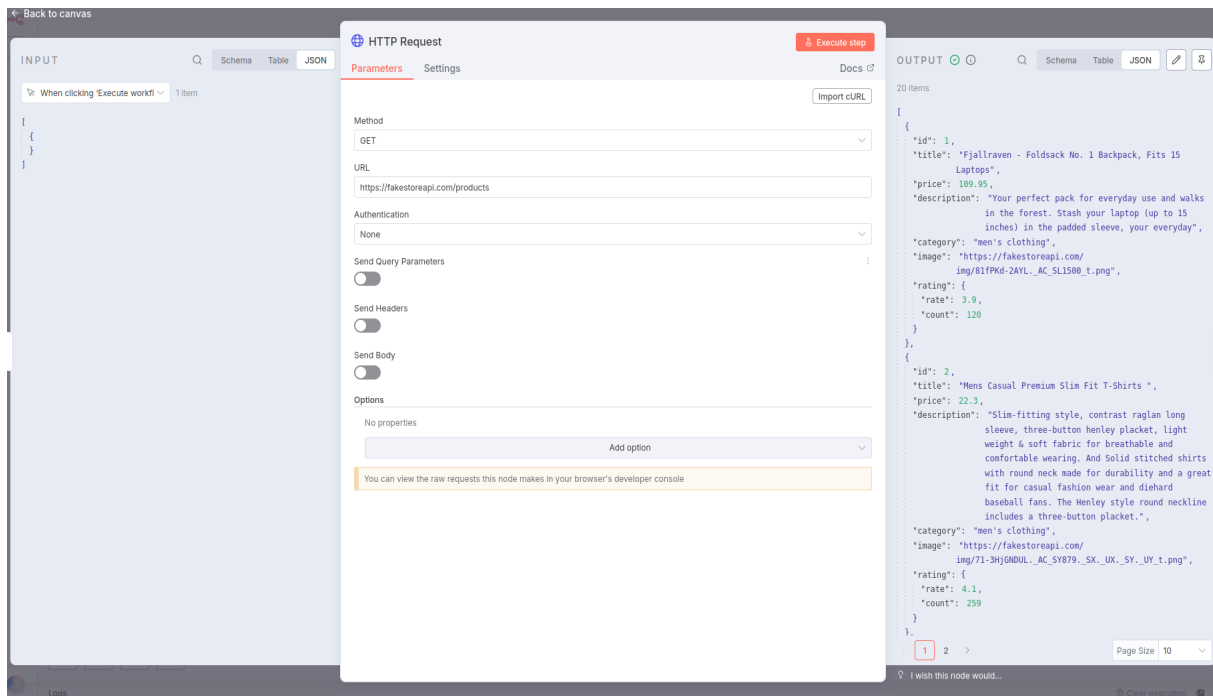 ← Back to canvas
INPUT
Schema Table JSON
When clicking 'Execute workfl
1 item
[
{
}
]
HTTP Request
Execute step
Parameters Settings
Docs
Import cURL
Method
GET
URL
https://fakestoreapi.com/products
Authentication
None
Send Query Parameters
Send Headers
Send Body
Options
No properties
Add option
You can view the raw requests this node makes in your browser's developer console
OUTPUT
Schema Table JSON
20 items
[
{
"id": 1,
"title": "Fjallraven - Foldsack No. 1 Backpack, Fits 15
Laptops",
"price": 109.95,
"description": "Your perfect pack for everyday use and walks
in the forest. Stash your laptop (up to 15
inches) in the padded sleeve, your everyday",
"category": "men's clothing",
"image": "https://fakestoreapi.com/
img/81fPKd-2AYL._AC_SL1500_t.png",
"rating": {
"rate": 3.9,
"count": 120
}
},
{
"id": 2,
"title": "Mens Casual Premium Slim Fit T-Shirts ",
"price": 22.3,
"description": "Slim-fitting style, contrast raglan long
sleeve, three-button henley placket, light
weight & soft fabric for breathable and
comfortable wearing. And Solid stitched shirts
with round neck made for durability and a great
fit for casual fashion wear and diehard
baseball fans. The Henley style round neckline
includes a three-button placket.",
"category": "men's clothing",
"image": "https://fakestoreapi.com/
img/71-3HjGNDUL._AC_SY879._SX._UX._SY._UY_t.png",
"rating": {
"rate": 4.1,
"count": 259
}
},
1 2
Page Size 10
I wish this node would...
Logs
Clear execution